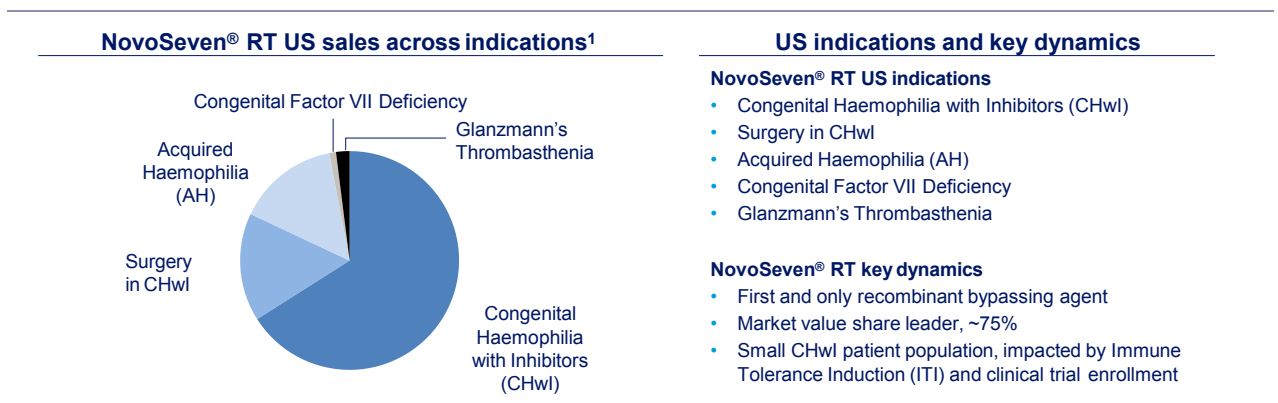 NovoSeven® RT US sales across indications¹
Congenital Factor VII Deficiency
Glanzmann's
Thrombasthenia
Acquired
Haemophilia
(AH)
Surgery
in CHwI
Congenital
Haemophilia
with Inhibitors
(CHwI)
US indications and key dynamics
NovoSeven® RT US indications
• Congenital Haemophilia with Inhibitors (CHwI)
• Surgery in CHwI
• Acquired Haemophilia (AH)
• Congenital Factor VII Deficiency
• Glanzmann's Thrombasthenia
NovoSeven® RT key dynamics
• First and only recombinant bypassing agent
• Market value share leader, ~75%
• Small CHwI patient population, impacted by Immune
Tolerance Induction (ITI) and clinical trial enrollment